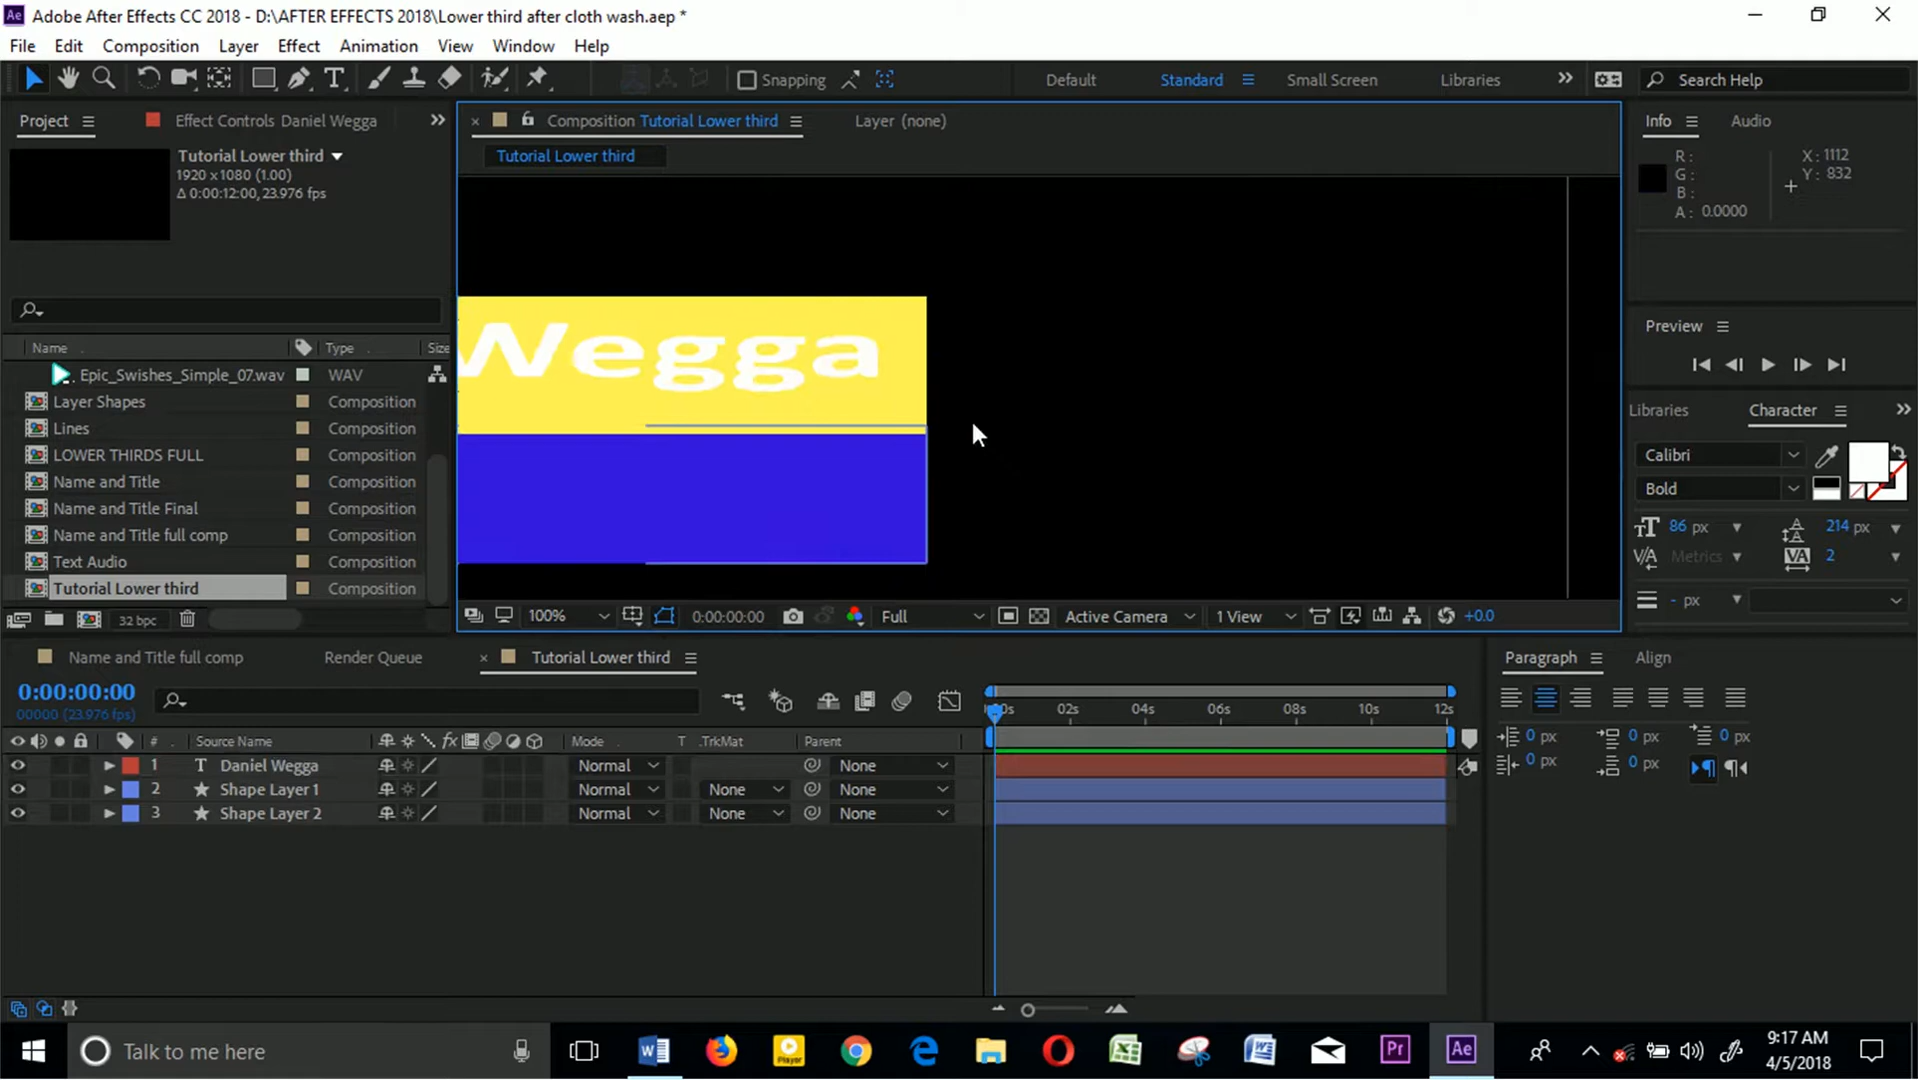 Adobe After Effects CC 2018 - D:\AFTER EFFECTS 2018\Lower third after cloth wash.aep *
File Edit Composition Layer Effect Animation View Window Help
Snapping Default Standard Small Screen Libraries Search Help
Project Effect Controls Daniel Wegga
Composition Tutorial Lower third Layer (none)
Info Audio
Tutorial Lower third
1920 x 1080 (1.00)
Δ 0:00:12:00, 23.976 fps
Tutorial Lower third
R :
G :
B :
A : 0.0000
X : 1112
Y : 832
Wegga
Preview
Name Type Size
Epic_Swishes_Simple_07.wav WAV
Layer Shapes Composition
Lines Composition
LOWER THIRDS FULL Composition
Name and Title Composition
Name and Title Final Composition
Name and Title full comp Composition
Text Audio Composition
Tutorial Lower third Composition
32 bpc
Libraries Character
Calibri
Bold
86 px 214 px
Metrics 2
- px
100% 0:00:00:00 Full Active Camera 1 View +0.0
Name and Title full comp Render Queue Tutorial Lower third
0:00:00:00
00000 (23.976 fps)
02s 04s 06s 08s 10s 12s
# Source Name fx Mode T .TrkMat Parent
1 T Daniel Wegga Normal None
2 Shape Layer 1 Normal None None
3 Shape Layer 2 Normal None None
Paragraph Align
0 px 0 px 0 px
0 px 0 px
Talk to me here
Player
Pr
Ae
9:17 AM
4/5/2018